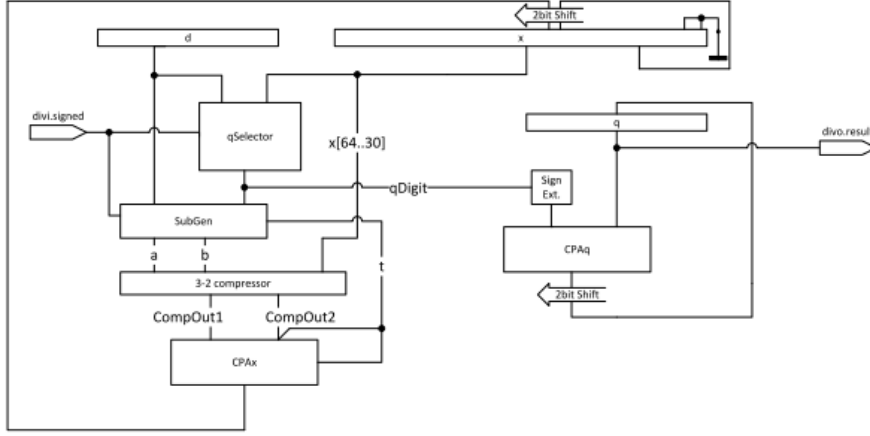 2bit Shift
d
x
divi.signed
qSelector
x[64..30]
q
divo.resul
qDigit
Sign
Ext.
SubGen
CPAq
a
b
t
3-2 compressor
2bit Shift
CompOut1
CompOut2
CPAx